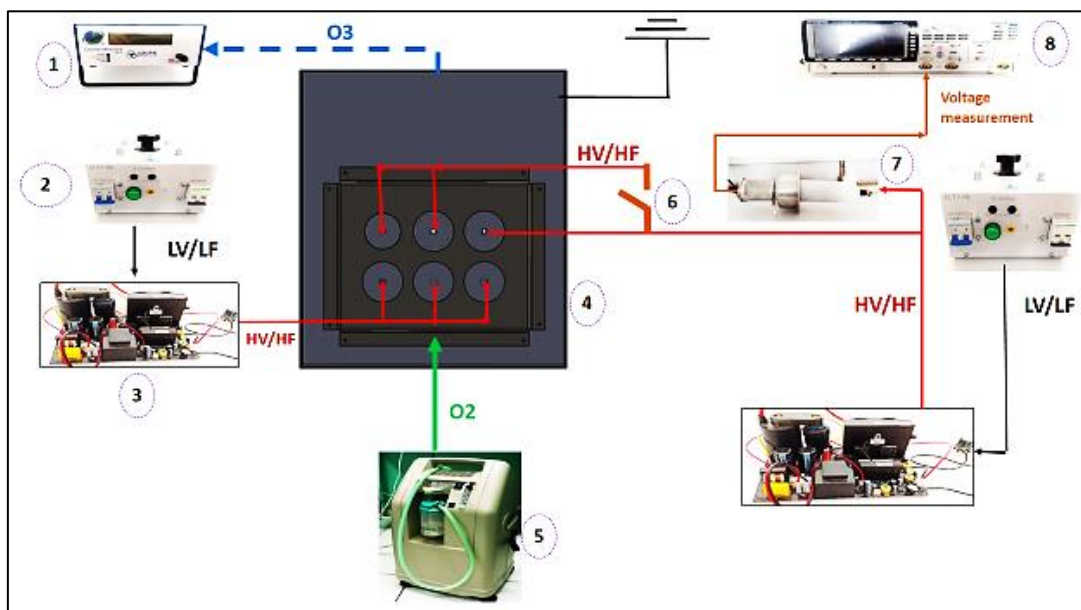 O3
1
8
HV/HF
Voltage
measurement
2
7
6
LV/LF
4
HV/HF
LV/LF
HV/HF
3
O2
5